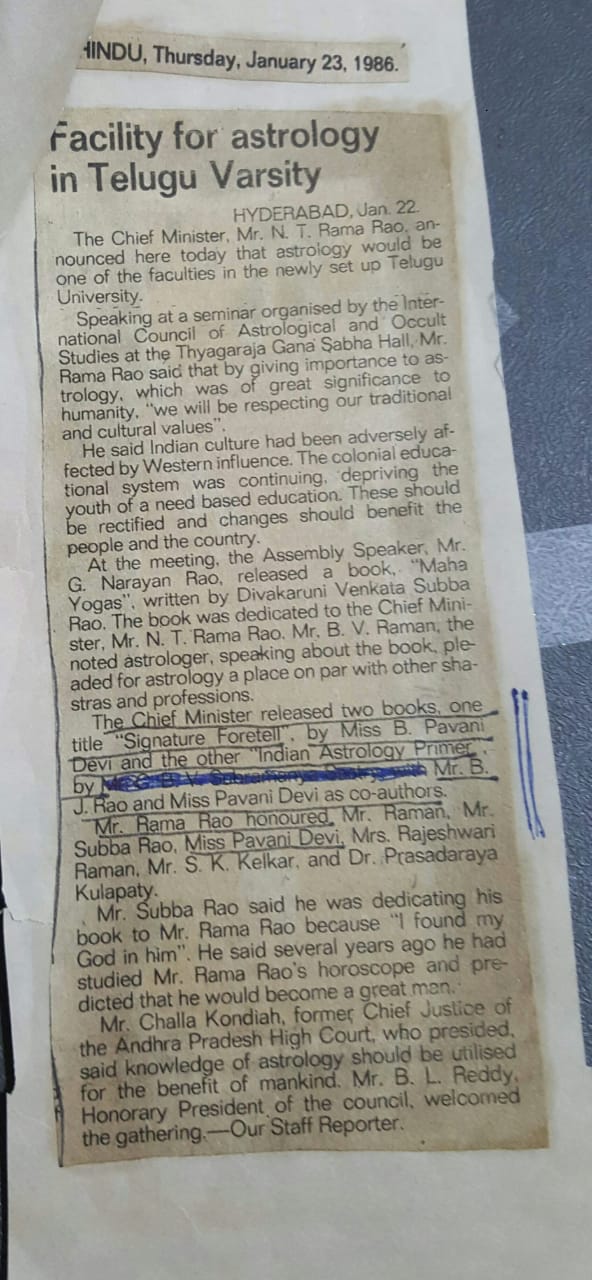 HINDU, Thursday, January 23, 1986.
Facility for astrology
in Telugu Varsity
HYDERABAD, Jan. 22.
The Chief Minister, Mr. N. T. Rama Rao, an-
nounced here today that astrology would be
one of the faculties in the newly set up Telugu
University.
Speaking at a seminar organised by the Inter-
national Council of Astrological and Occult
Studies at the Thyagaraja Gana Sabha Hall, Mr.
Rama Rao said that by giving importance to as-
trology, which was of great significance to
humanity, "we will be respecting our traditional
and cultural values".
He said Indian culture had been adversely af-
fected by Western influence. The colonial educa-
tional system was continuing, depriving the
youth of a need based education. These should
be rectified and changes should benefit the
people and the country.
At the meeting, the Assembly Speaker, Mr.
G. Narayan Rao, released a book, "Maha
Yogas", written by Divakaruni Venkata Subba
Rao. The book was dedicated to the Chief Mini-
ster, Mr. N. T. Rama Rao. Mr. B. V. Raman, the
noted astrologer, speaking about the book, ple-
aded for astrology a place on par with other sha-
stras and professions.
The Chief Minister released two books, one
title "Signature Foretell", by Miss B. Pavani
Devi and the other "Indian Astrology Primer",
by Mr. B.
J. Rao and Miss Pavani Devi as co-authors.
Mr. Rama Rao honoured, Mr. Raman, Mr.
Subba Rao, Miss Pavani Devi, Mrs. Rajeshwari
Raman, Mr. S. K. Kelkar, and Dr. Prasadaraya
Kulapaty.
Mr. Subba Rao said he was dedicating his
book to Mr. Rama Rao because "I found my
God in him". He said several years ago he had
studied Mr. Rama Rao's horoscope and pre-
dicted that he would become a great man.
Mr. Challa Kondiah, former Chief Justice of
the Andhra Pradesh High Court, who presided,
said knowledge of astrology should be utilised
for the benefit of mankind. Mr. B. L. Reddy,
Honorary President of the council, welcomed
the gathering.—Our Staff Reporter.